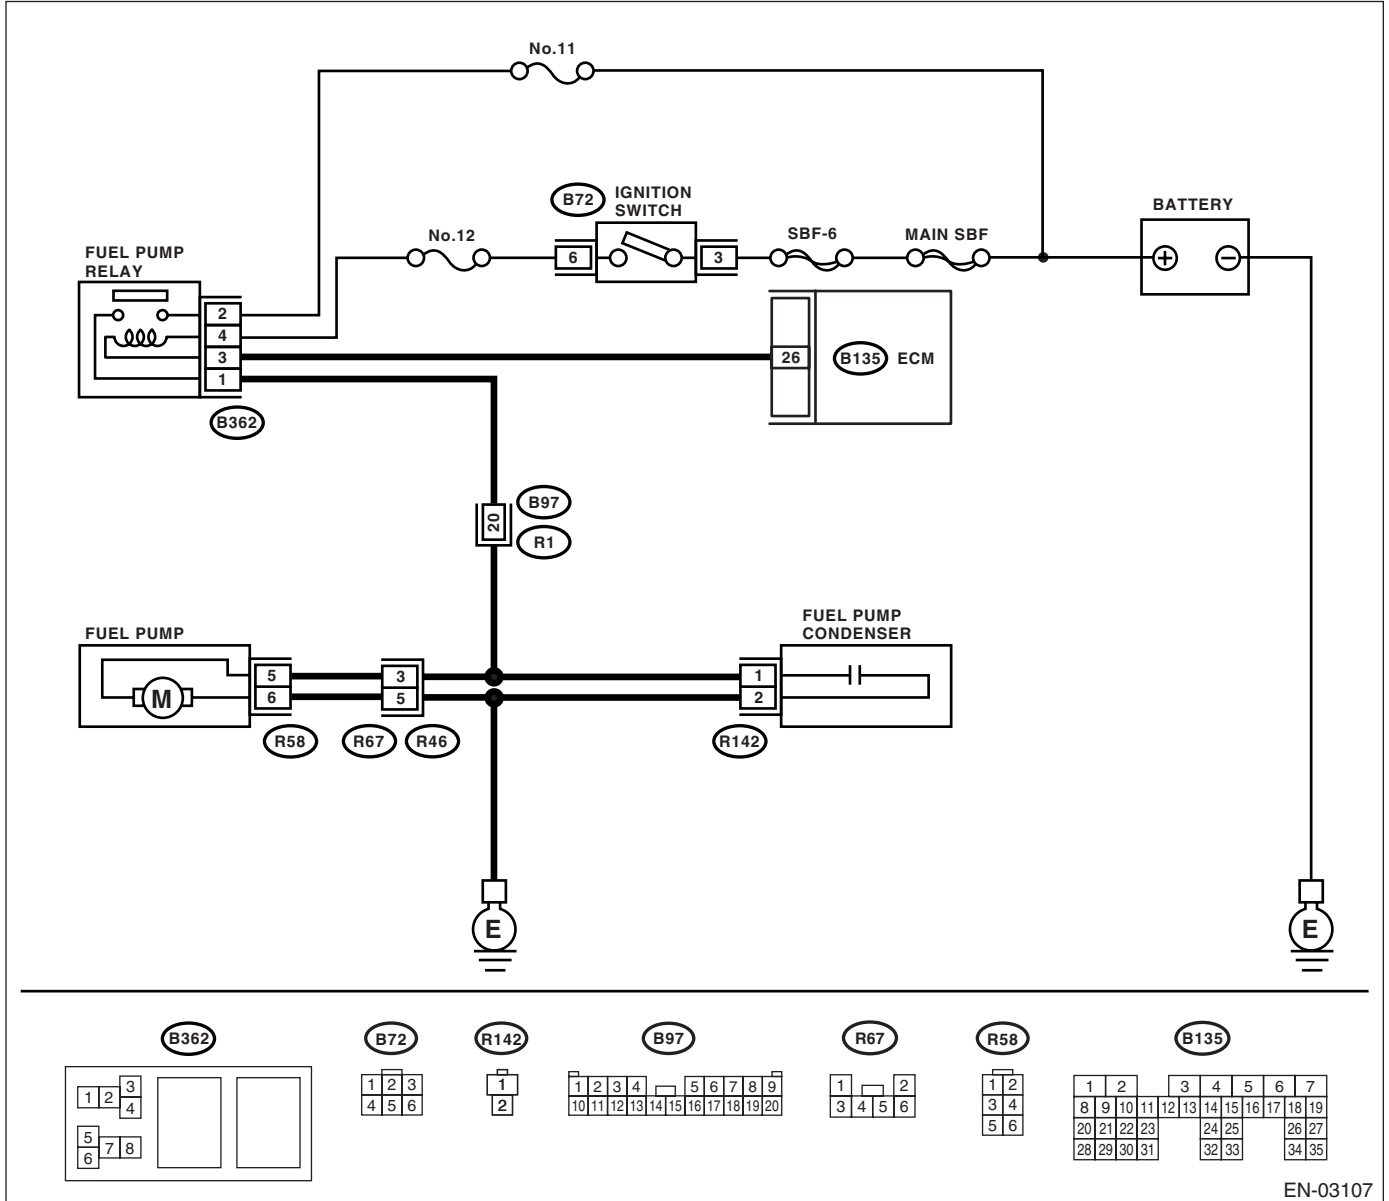 No.11
B72
IGNITION
SWITCH
BATTERY
No.12
SBF-6
MAIN SBF
FUEL PUMP
RELAY
6
3
+
−
2
4
3
1
26
B135
ECM
B362
20
B97
R1
FUEL PUMP
FUEL PUMP
CONDENSER
M
5
6
3
5
1
2
R58
R67
R46
R142
E
E
B362
B72
R142
B97
R67
R58
B135
3
1 2
4
5
7 8
6
1 2 3
4 5 6
1
2
1 2 3 4 5 6 7 8 9
10 11 12 13 14 15 16 17 18 19 20
1 2
3 4 5 6
1 2
3 4
5 6
1 2 3 4 5 6 7
8 9 10 11 12 13 14 15 16 17 18 19
20 21 22 23 24 25 26 27
28 29 30 31 32 33 34 35
EN-03107